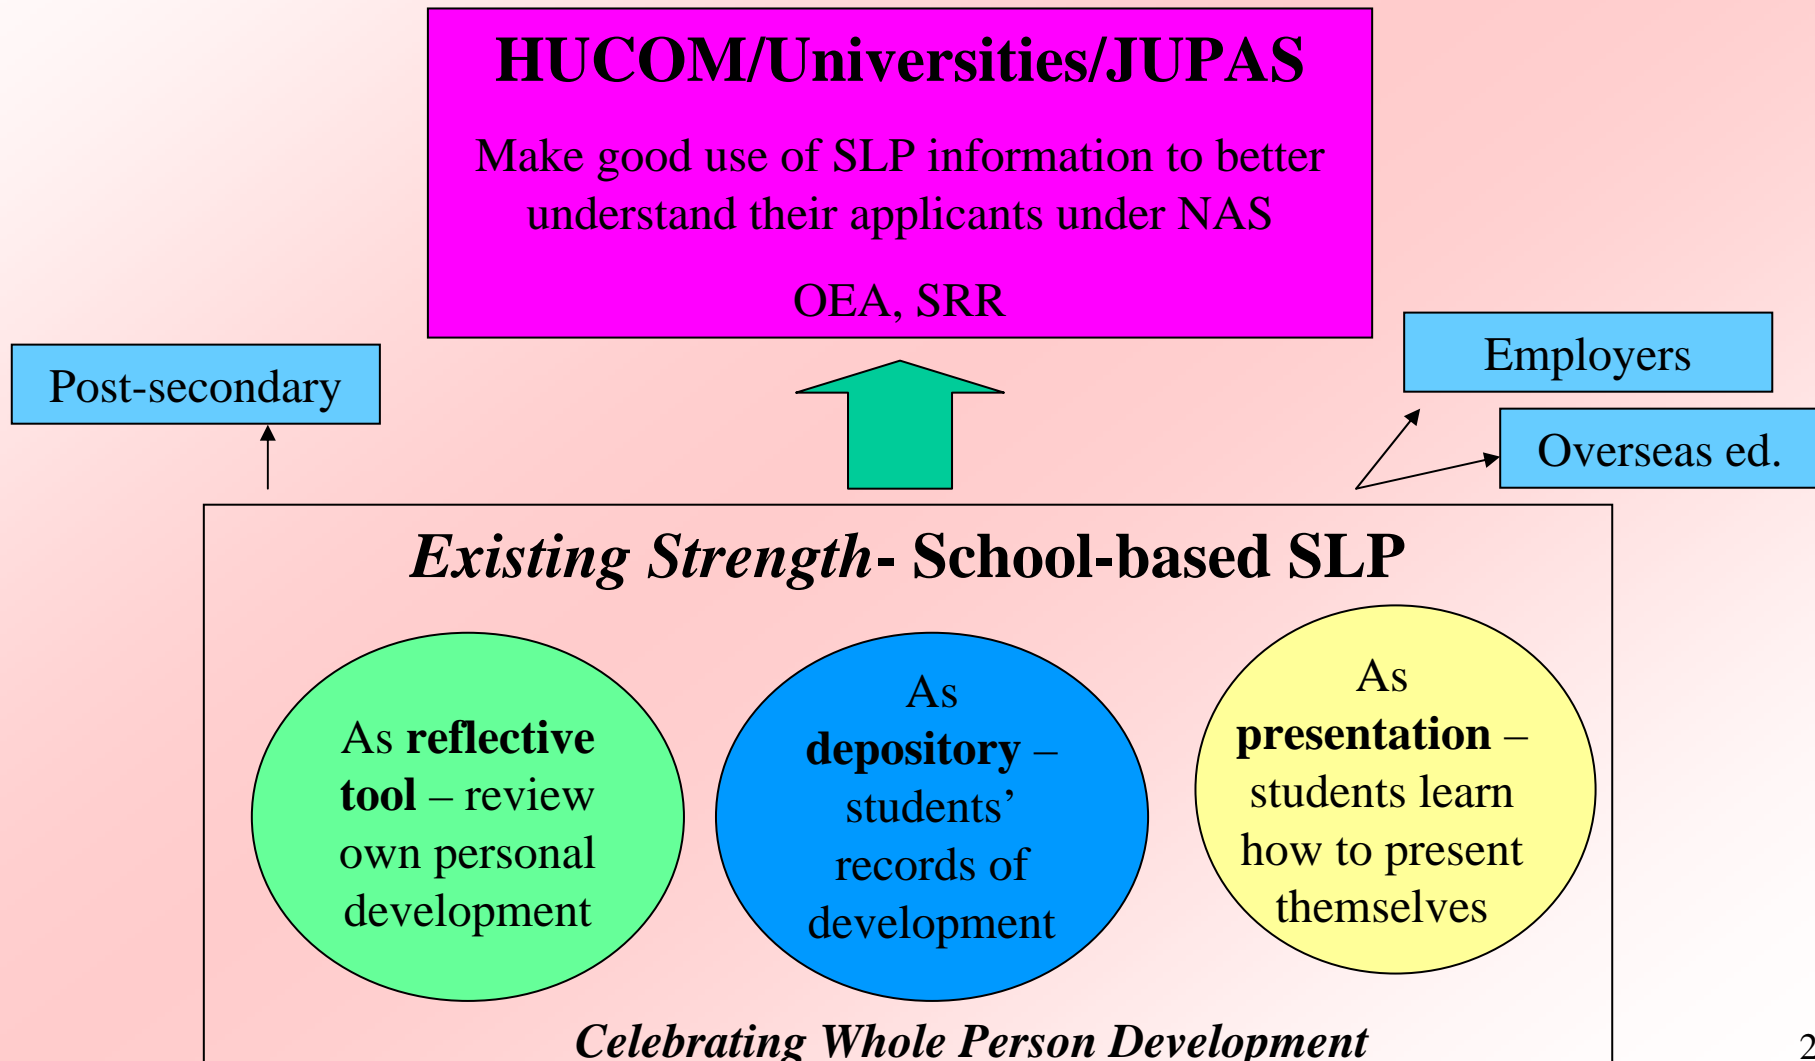 HUCOM/Universities/JUPAS
Make good use of SLP information to better
understand their applicants under NAS
OEA, SRR
Post-secondary
Employers
Overseas ed.
Existing Strength- School-based SLP
As reflective
tool – review
own personal
development
As
depository –
students’
records of
development
As
presentation –
students learn
how to present
themselves
Celebrating Whole Person Development
2